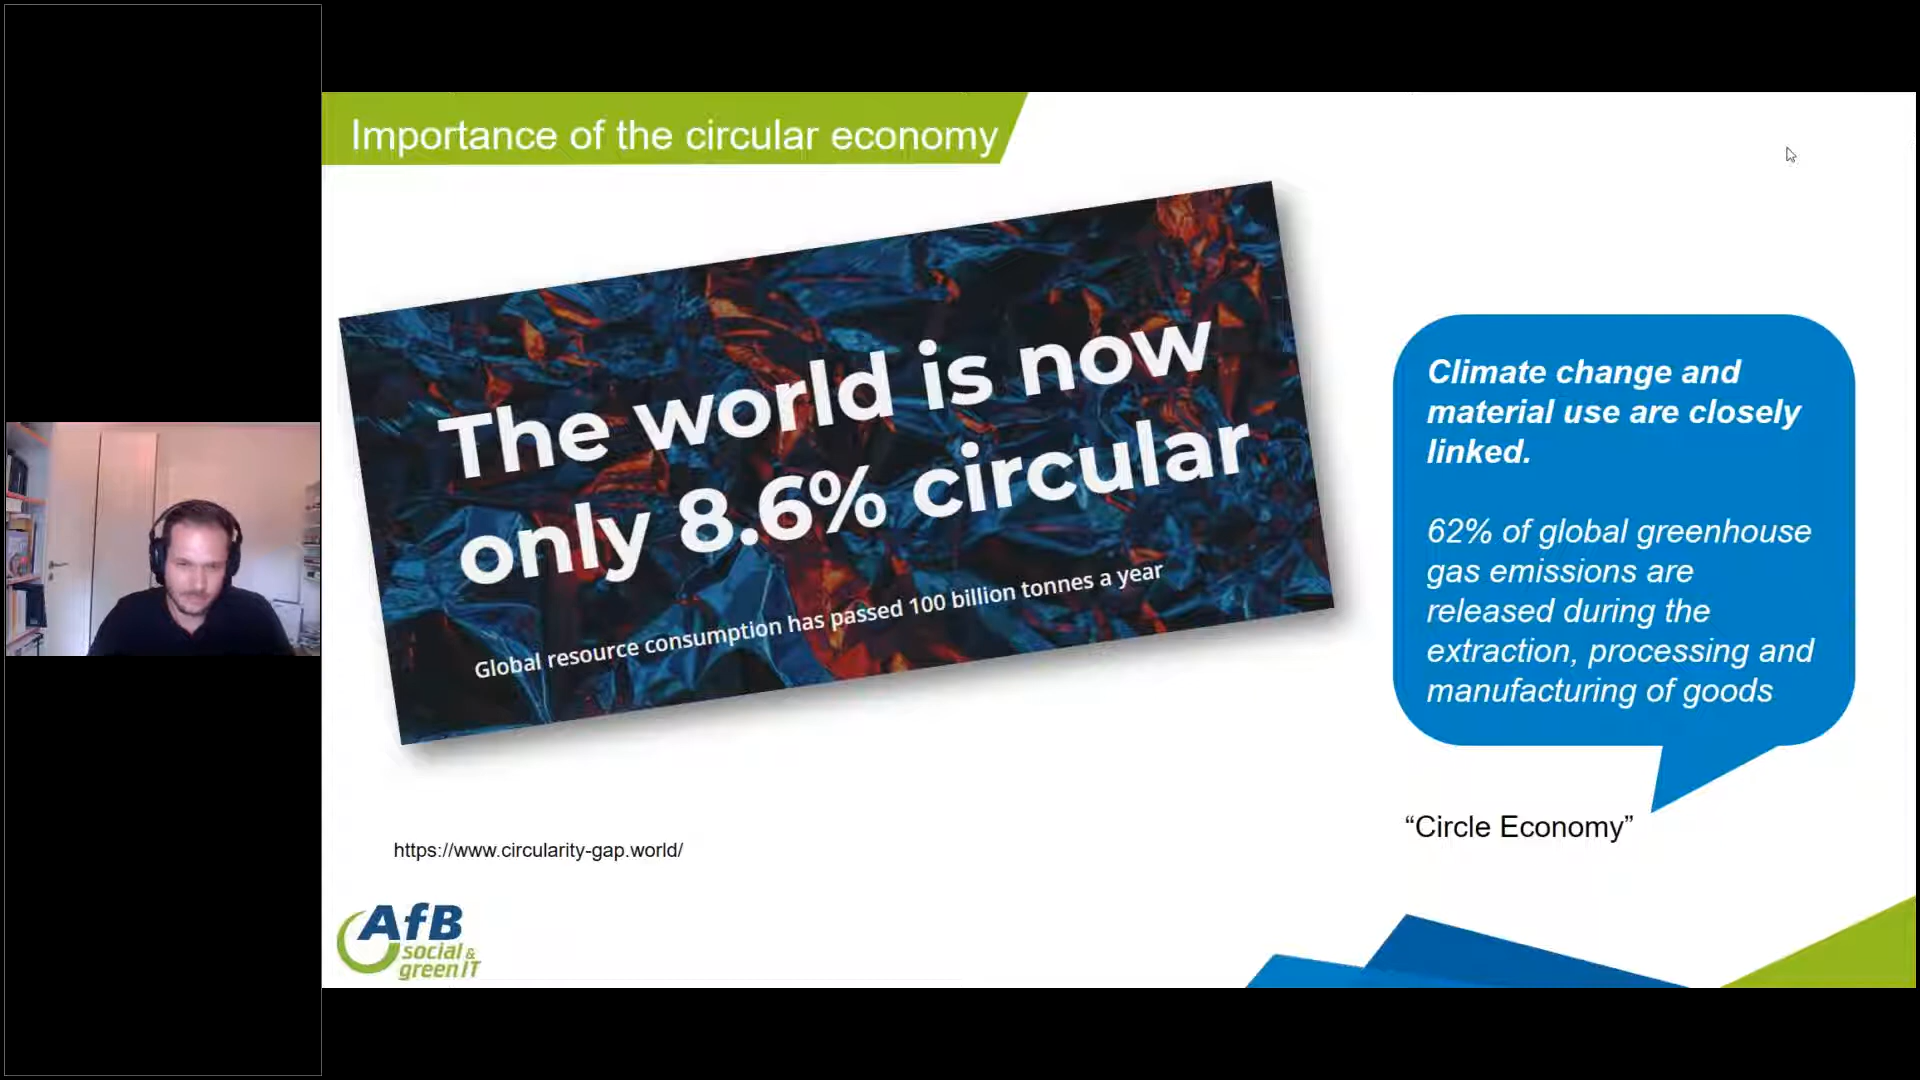 Importance of the circular economy
The world is now
only 8.6% circular
Global resource consumption has passed 100 billion tonnes a year
Climate change and
material use are closely
linked.
62% of global greenhouse
gas emissions are
released during the
extraction, processing and
manufacturing of goods
“Circle Economy”
https://www.circularity-gap.world/
AfB
social &
green IT